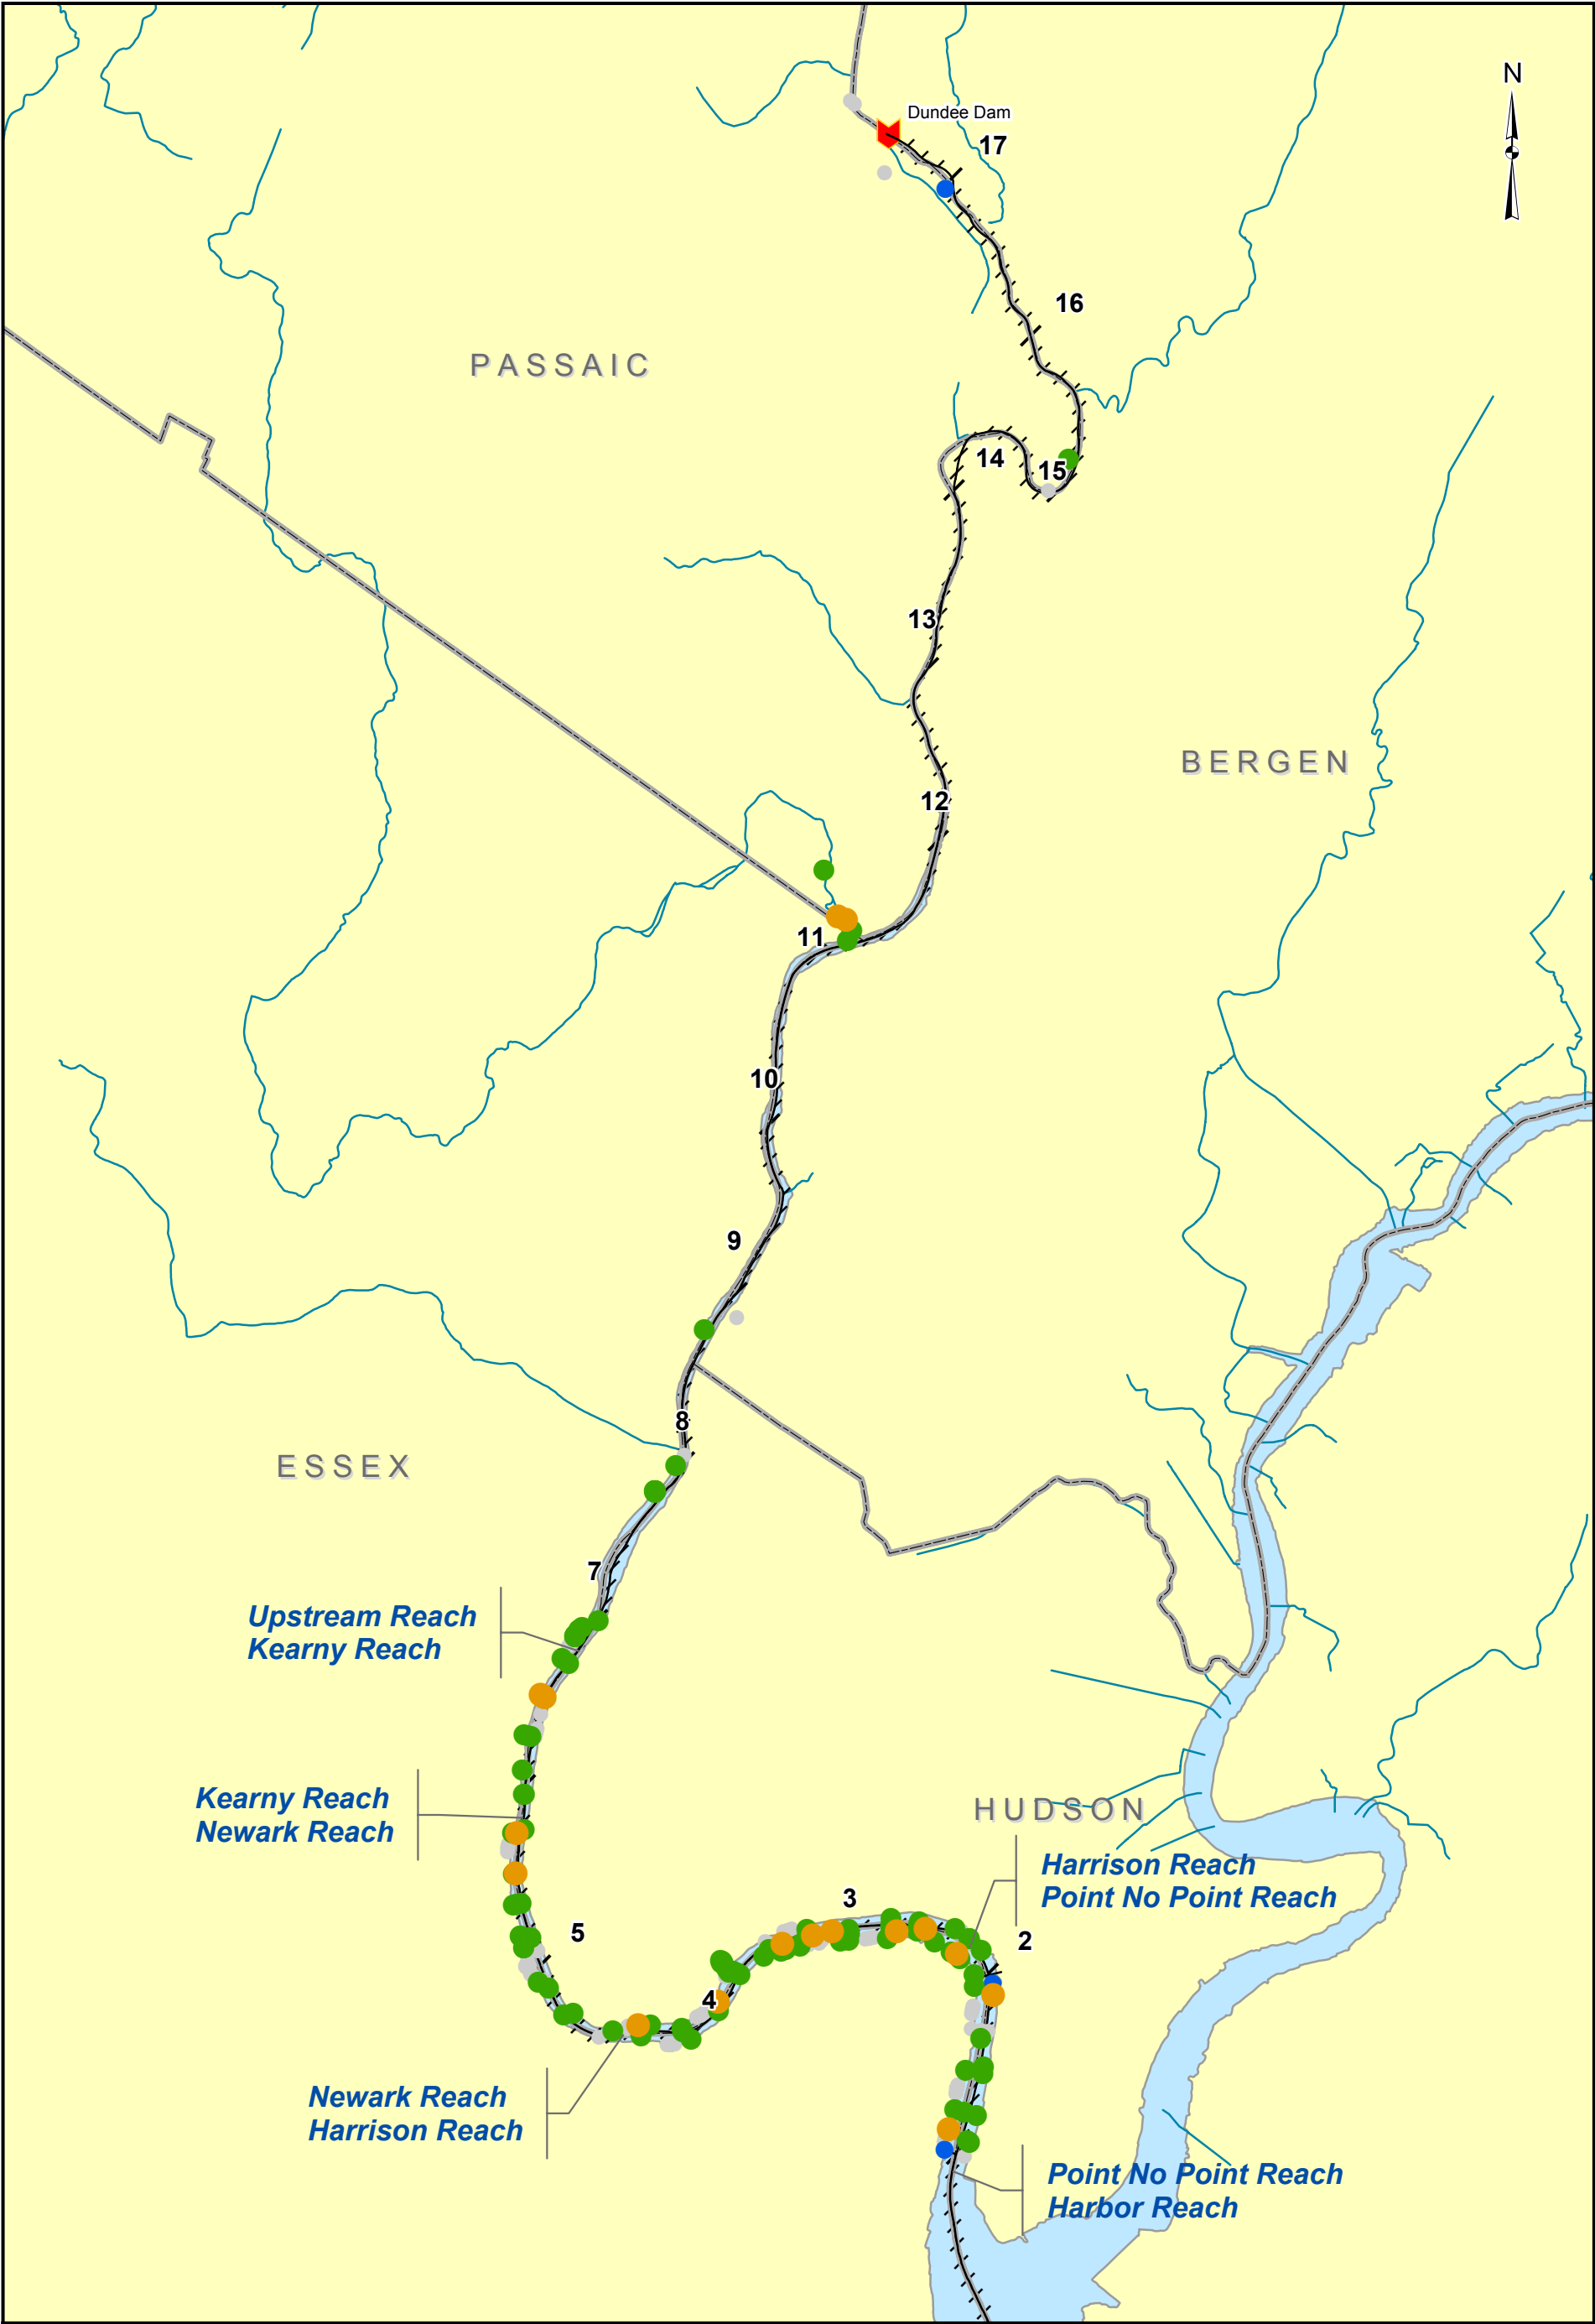 N
Dundee Dam
17
16
PASSAIC
14
15
13
BERGEN
12
11
10
9
8
ESSEX
7
Upstream Reach
Kearny Reach
Kearny Reach
Newark Reach
HUDSON
Harrison Reach
Point No Point Reach
3
5
2
4
Newark Reach
Harrison Reach
Point No Point Reach
Harbor Reach